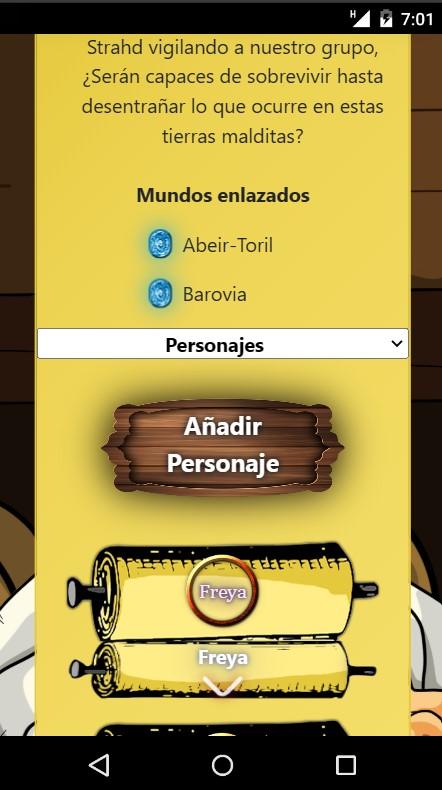 H 7:01
Strahd vigilando a nuestro grupo,
¿Serán capaces de sobrevivir hasta
desentrañar lo que ocurre en estas
tierras malditas?
Mundos enlazados
Abeir-Toril
Barovia
Personajes
Añadir
Personaje
Freya
Freya